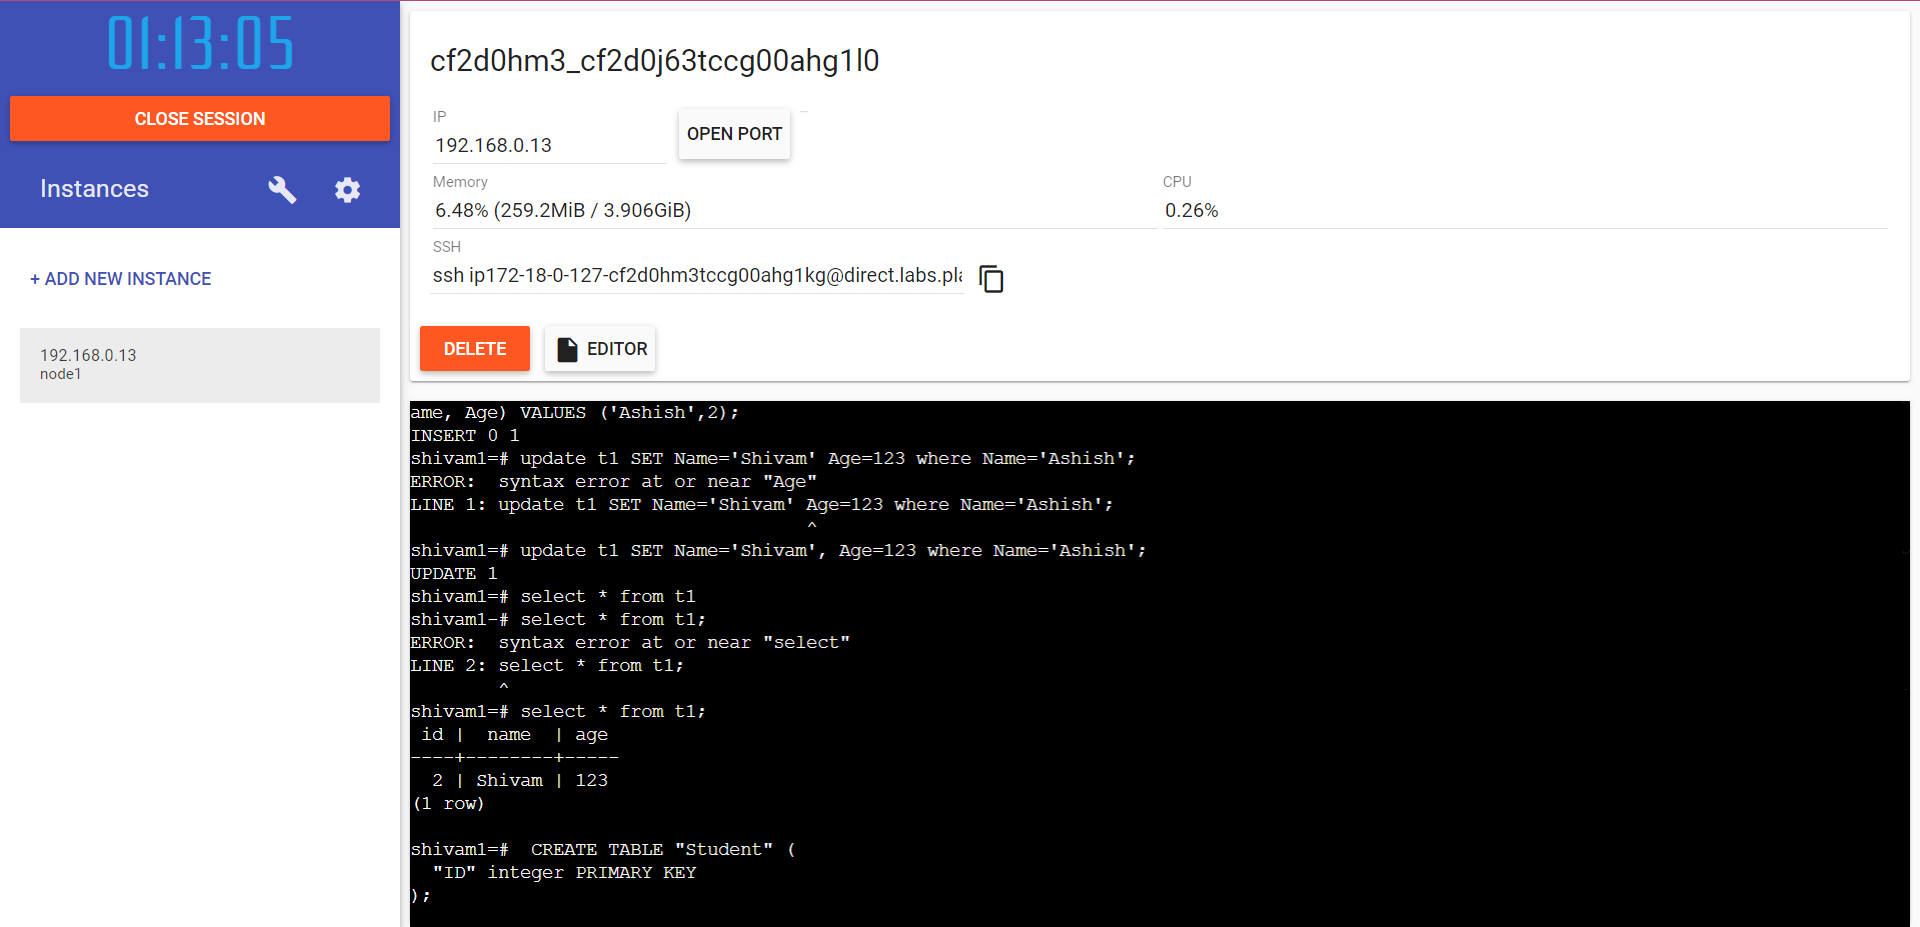 01:13:05
CLOSE SESSION
Instances
+ ADD NEW INSTANCE
192.168.0.13
node1
cf2d0hm3_cf2d0j63tccg00ahg1l0
IP
192.168.0.13
OPEN PORT
Memory
6.48% (259.2MiB / 3.906GiB)
CPU
0.26%
SSH
ssh ip172-18-0-127-cf2d0hm3tccg00ahg1kg@direct.labs.pla
DELETE
EDITOR
ame, Age) VALUES ('Ashish',2);
INSERT 0 1
shivam1=# update t1 SET Name='Shivam' Age=123 where Name='Ashish';
ERROR:  syntax error at or near "Age"
LINE 1: update t1 SET Name='Shivam' Age=123 where Name='Ashish';
^
shivam1=# update t1 SET Name='Shivam', Age=123 where Name='Ashish';
UPDATE 1
shivam1=# select * from t1
shivam1-# select * from t1;
ERROR:  syntax error at or near "select"
LINE 2: select * from t1;
^
shivam1=# select * from t1;
id |  name  | age
----+--------+-----
2 | Shivam | 123
(1 row)
shivam1=#  CREATE TABLE "Student" (
"ID" integer PRIMARY KEY
);